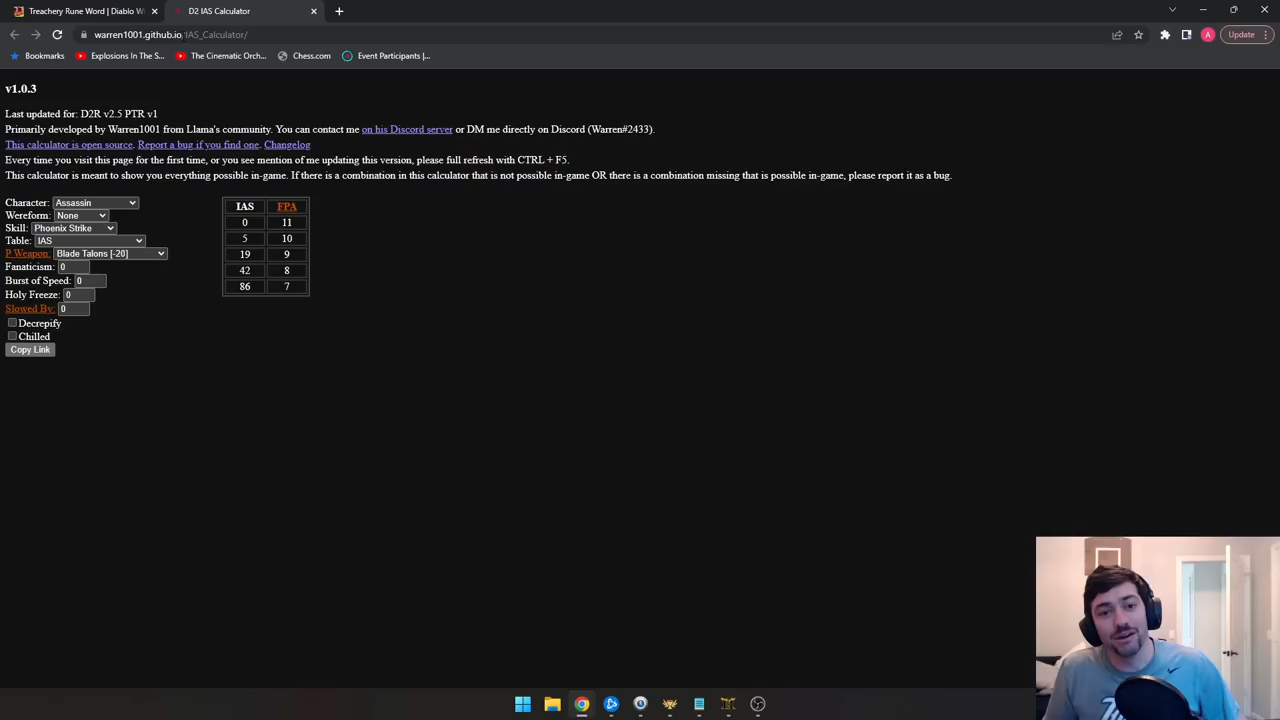 Treachery Rune Word | Diablo W
D2 IAS Calculator
warren1001.github.io/IAS_Calculator/
Update
Bookmarks
Explosions In The S...
The Cinematic Orch...
Chess.com
Event Participants |...
v1.0.3
Last updated for: D2R v2.5 PTR v1
Primarily developed by Warren1001 from Llama's community. You can contact me on his Discord server or DM me directly on Discord (Warren#2433).
This calculator is open source. Report a bug if you find one. Changelog
Every time you visit this page for the first time, or you see mention of me updating this version, please full refresh with CTRL + F5.
This calculator is meant to show you everything possible in-game. If there is a combination in this calculator that is not possible in-game OR there is a combination missing that is possible in-game, please report it as a bug.
Character: Assassin
Wereform: None
Skill: Phoenix Strike
Table: IAS
P Weapon: Blade Talons [-20]
Fanaticism: 0
Burst of Speed: 0
Holy Freeze: 0
Slowed By: 0
Decrepify
Chilled
Copy Link
IAS FPA
0 11
5 10
19 9
42 8
86 7
A